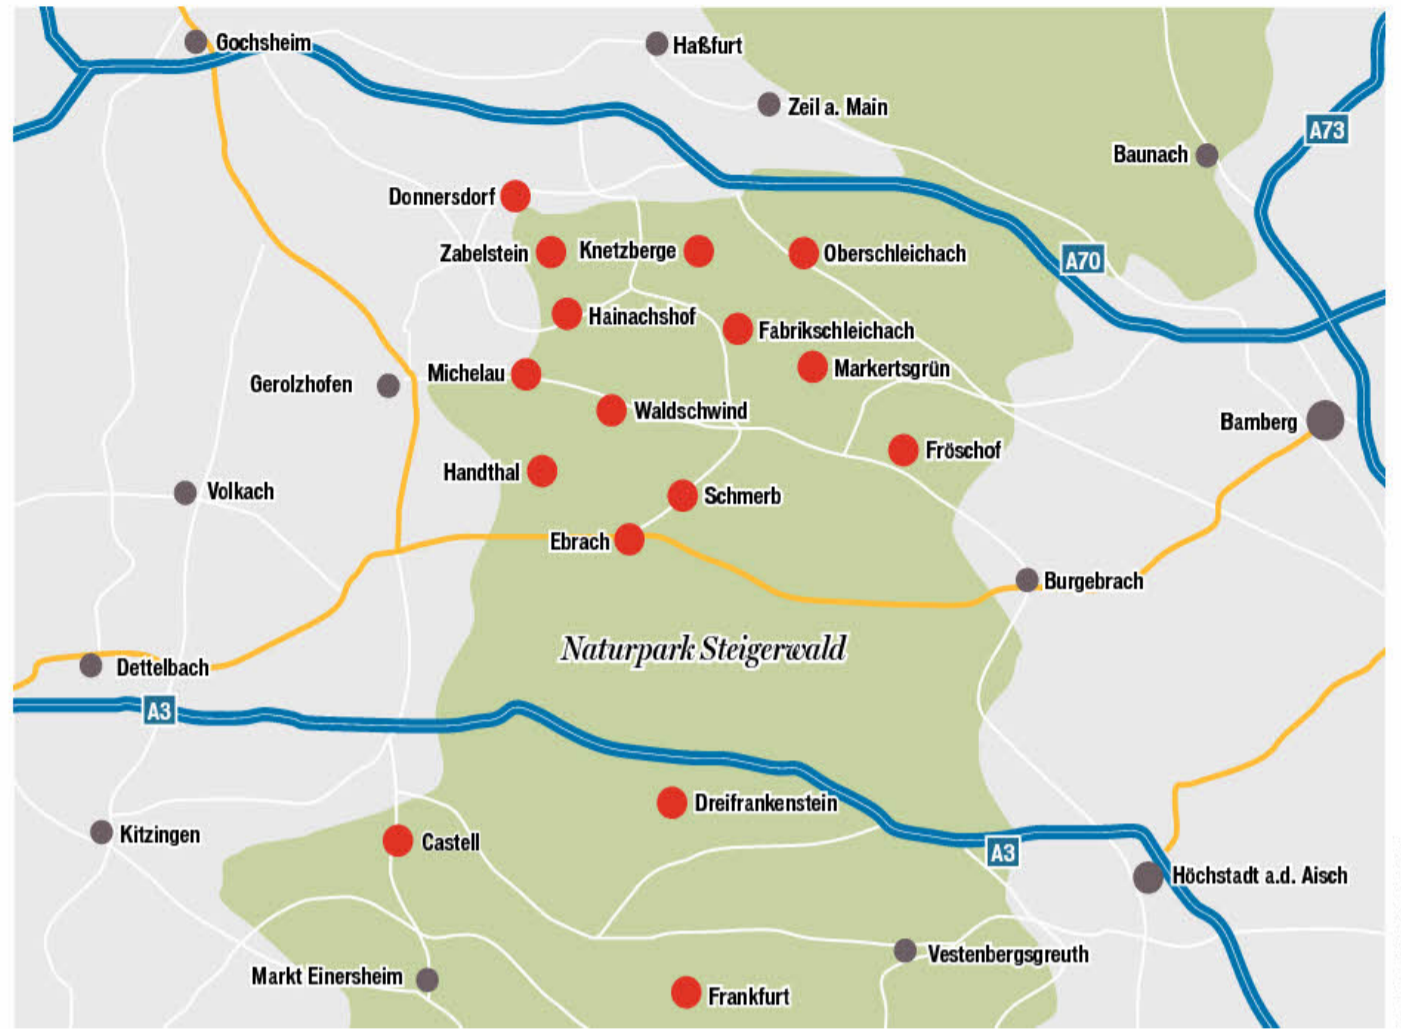 Gochsheim
Haßfurt
Zeil a. Main
A73
Baunach
Donnersdorf
Zabelstein
Knetzberge
Oberschleichach
A70
Hainachshof
Fabrikschleichach
Michelau
Markertsgrün
Gerolzhofen
Waldschwind
Bamberg
Fröschof
Handthal
Volkach
Schmerb
Ebrach
Burgebrach
Naturpark Steigerwald
Dettelbach
A3
Dreifrankenstein
Kitzingen
Castell
A3
Höchstadt a.d. Aisch
Vestenbergsgreuth
Markt Einersheim
Frankfurt